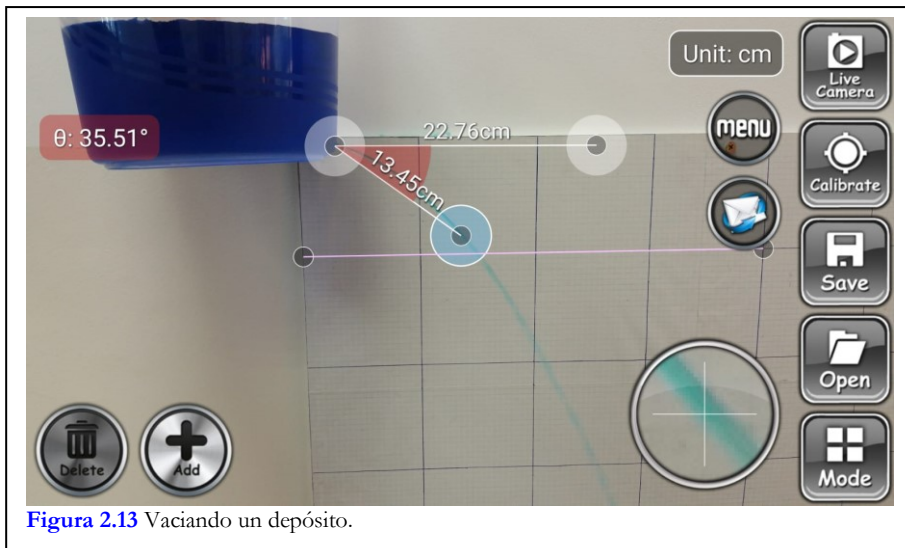 Unit: cm
Live
Camera
θ: 35.51°
22.76cm
menu
13.45cm
Calibrate
Save
Open
Delete
Add
Mode
Figura 2.13 Vaciando un depósito.